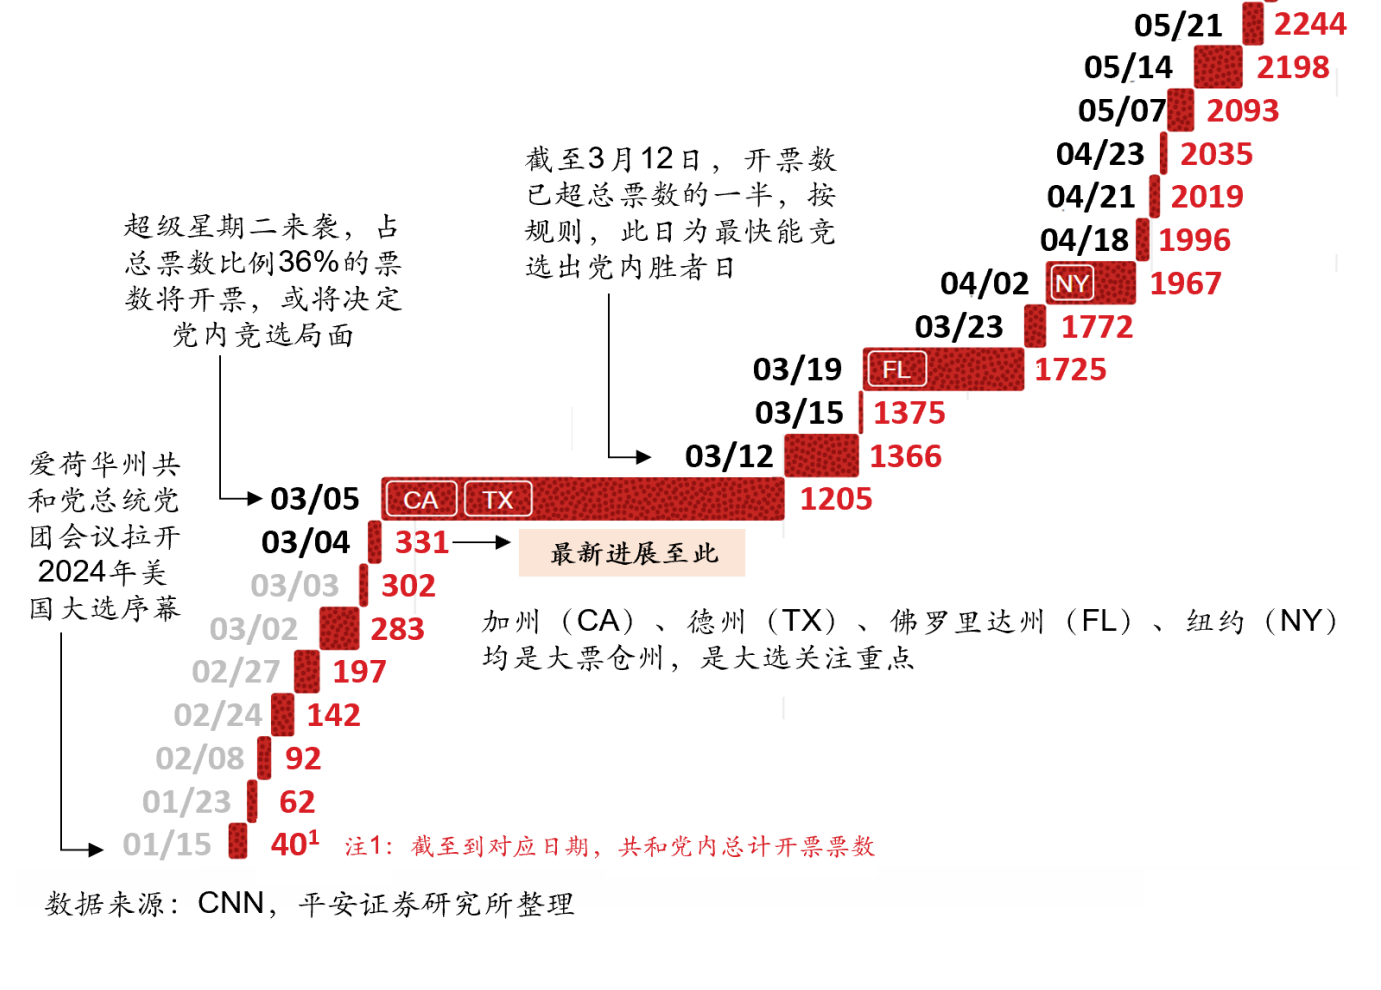 05/21 2244
05/14 2198
05/07 2093
04/23 2035
04/21 2019
04/18 1996
04/02 NY 1967
03/23 1772
03/19 FL 1725
03/15 1375
03/12 1366
03/05 CA TX 1205
03/04 331
最新进展至此
03/03 302
03/02 283
02/27 197
02/24 142
02/08 92
01/23 62
01/15 40¹
注1：截至到对应日期，共和党内总计开票票数
截至3月12日，开票数
已超总票数的一半，按
规则，此日为最快能竞
选出党内胜者日
超级星期二来袭，占
总票数比例36%的票
数将开票，或将决定
党内竞选局面
爱荷华州共
和党总统党
团会议拉开
2024年美
国大选序幕
加州（CA）、德州（TX）、佛罗里达州（FL）、纽约（NY）
均是大票仓州，是大选关注重点
数据来源：CNN，平安证券研究所整理